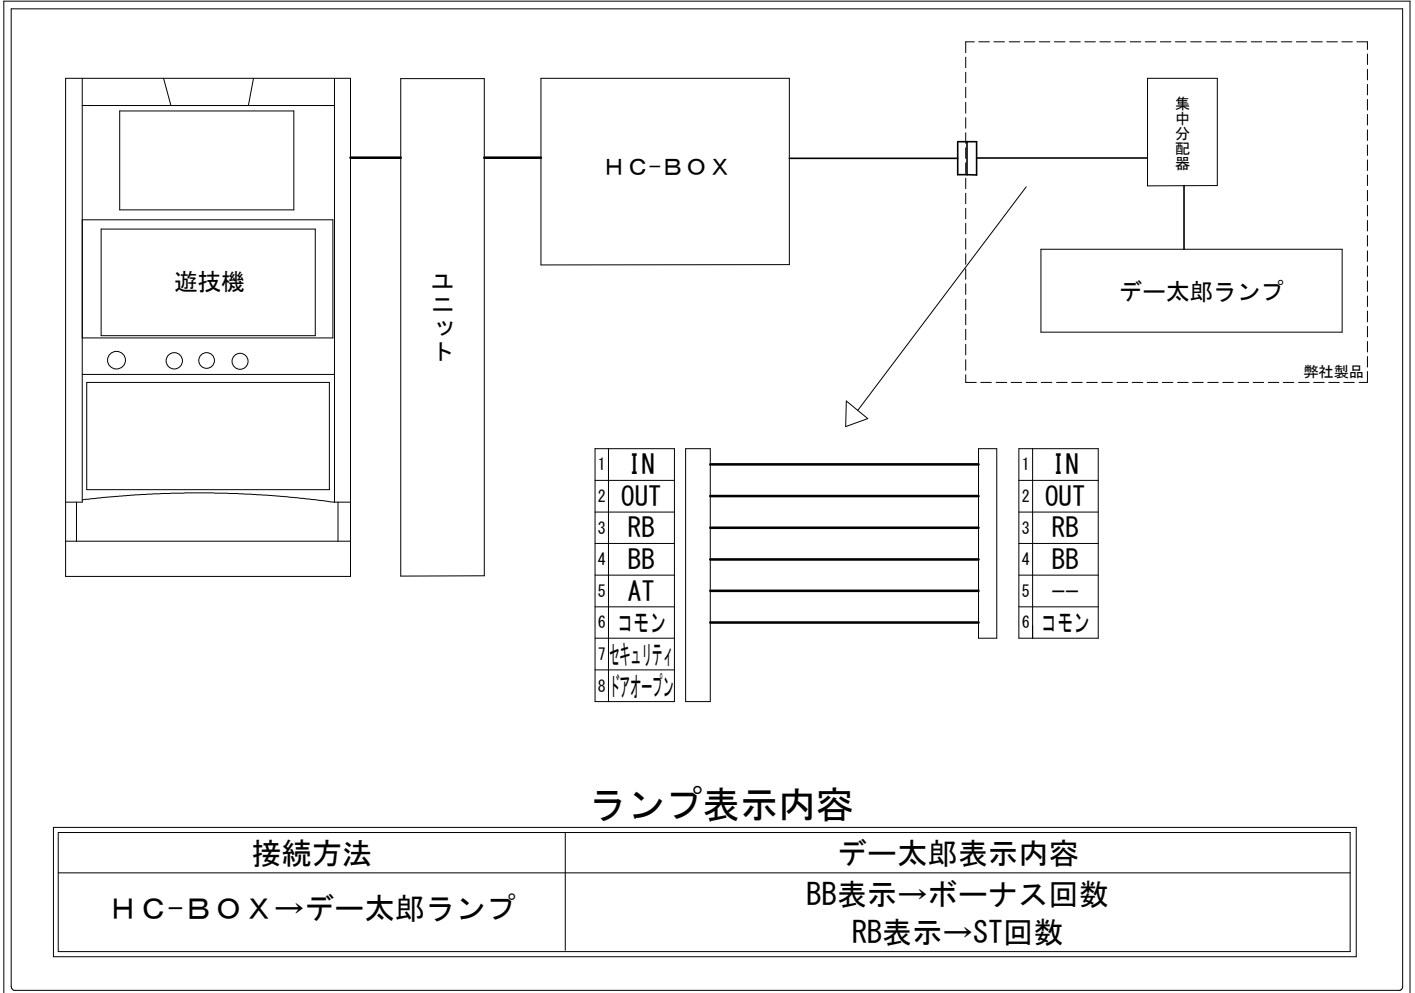 遊技機
ユニット
HC-BOX
集中分配器
デー太郎ランプ
弊社製品
1 IN
2 OUT
3 RB
4 BB
5 AT
6 コモン
7 セキュリティ
8 ドアオープン
1 IN
2 OUT
3 RB
4 BB
5 --
6 コモン
ランプ表示内容
接続方法 デー太郎表示内容
HC-BOX→デー太郎ランプ
BB表示→ボーナス回数
RB表示→ST回数